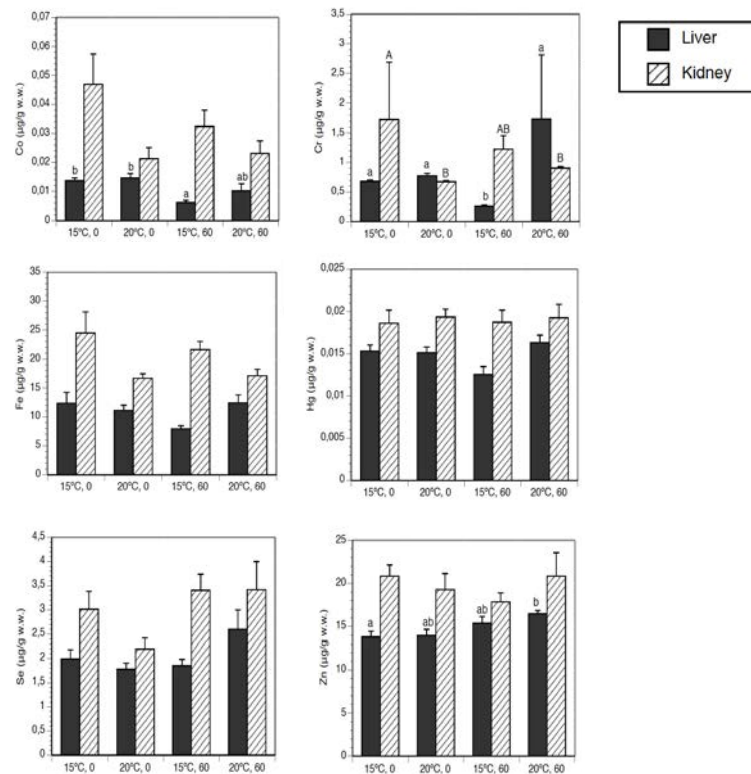 Liver
Kidney
Co (µg/g w.w.)
0,07
0,06
0,05
0,04
0,03
0,02
0,01
0
b
b
a
ab
15ºC, 0
20ºC, 0
15ºC, 60
20ºC, 60
Cr (µg/g w.w.)
3,5
3
2,5
2
1,5
1
0,5
0
a
A
a
B
b
AB
a
B
15ºC, 0
20ºC, 0
15ºC, 60
20ºC, 60
Fe (µg/g w.w.)
35
30
25
20
15
10
5
0
15ºC, 0
20ºC, 0
15ºC, 60
20ºC, 60
Hg (µg/g w.w.)
0,025
0,02
0,015
0,01
0,005
0
15ºC, 0
20ºC, 0
15ºC, 60
20ºC, 60
Se (µg/g w.w.)
4,5
4
3,5
3
2,5
2
1,5
1
0,5
0
15ºC, 0
20ºC, 0
15ºC, 60
20ºC, 60
Zn (µg/g w.w.)
25
20
15
10
5
0
a
ab
ab
b
15ºC, 0
20ºC, 0
15ºC, 60
20ºC, 60